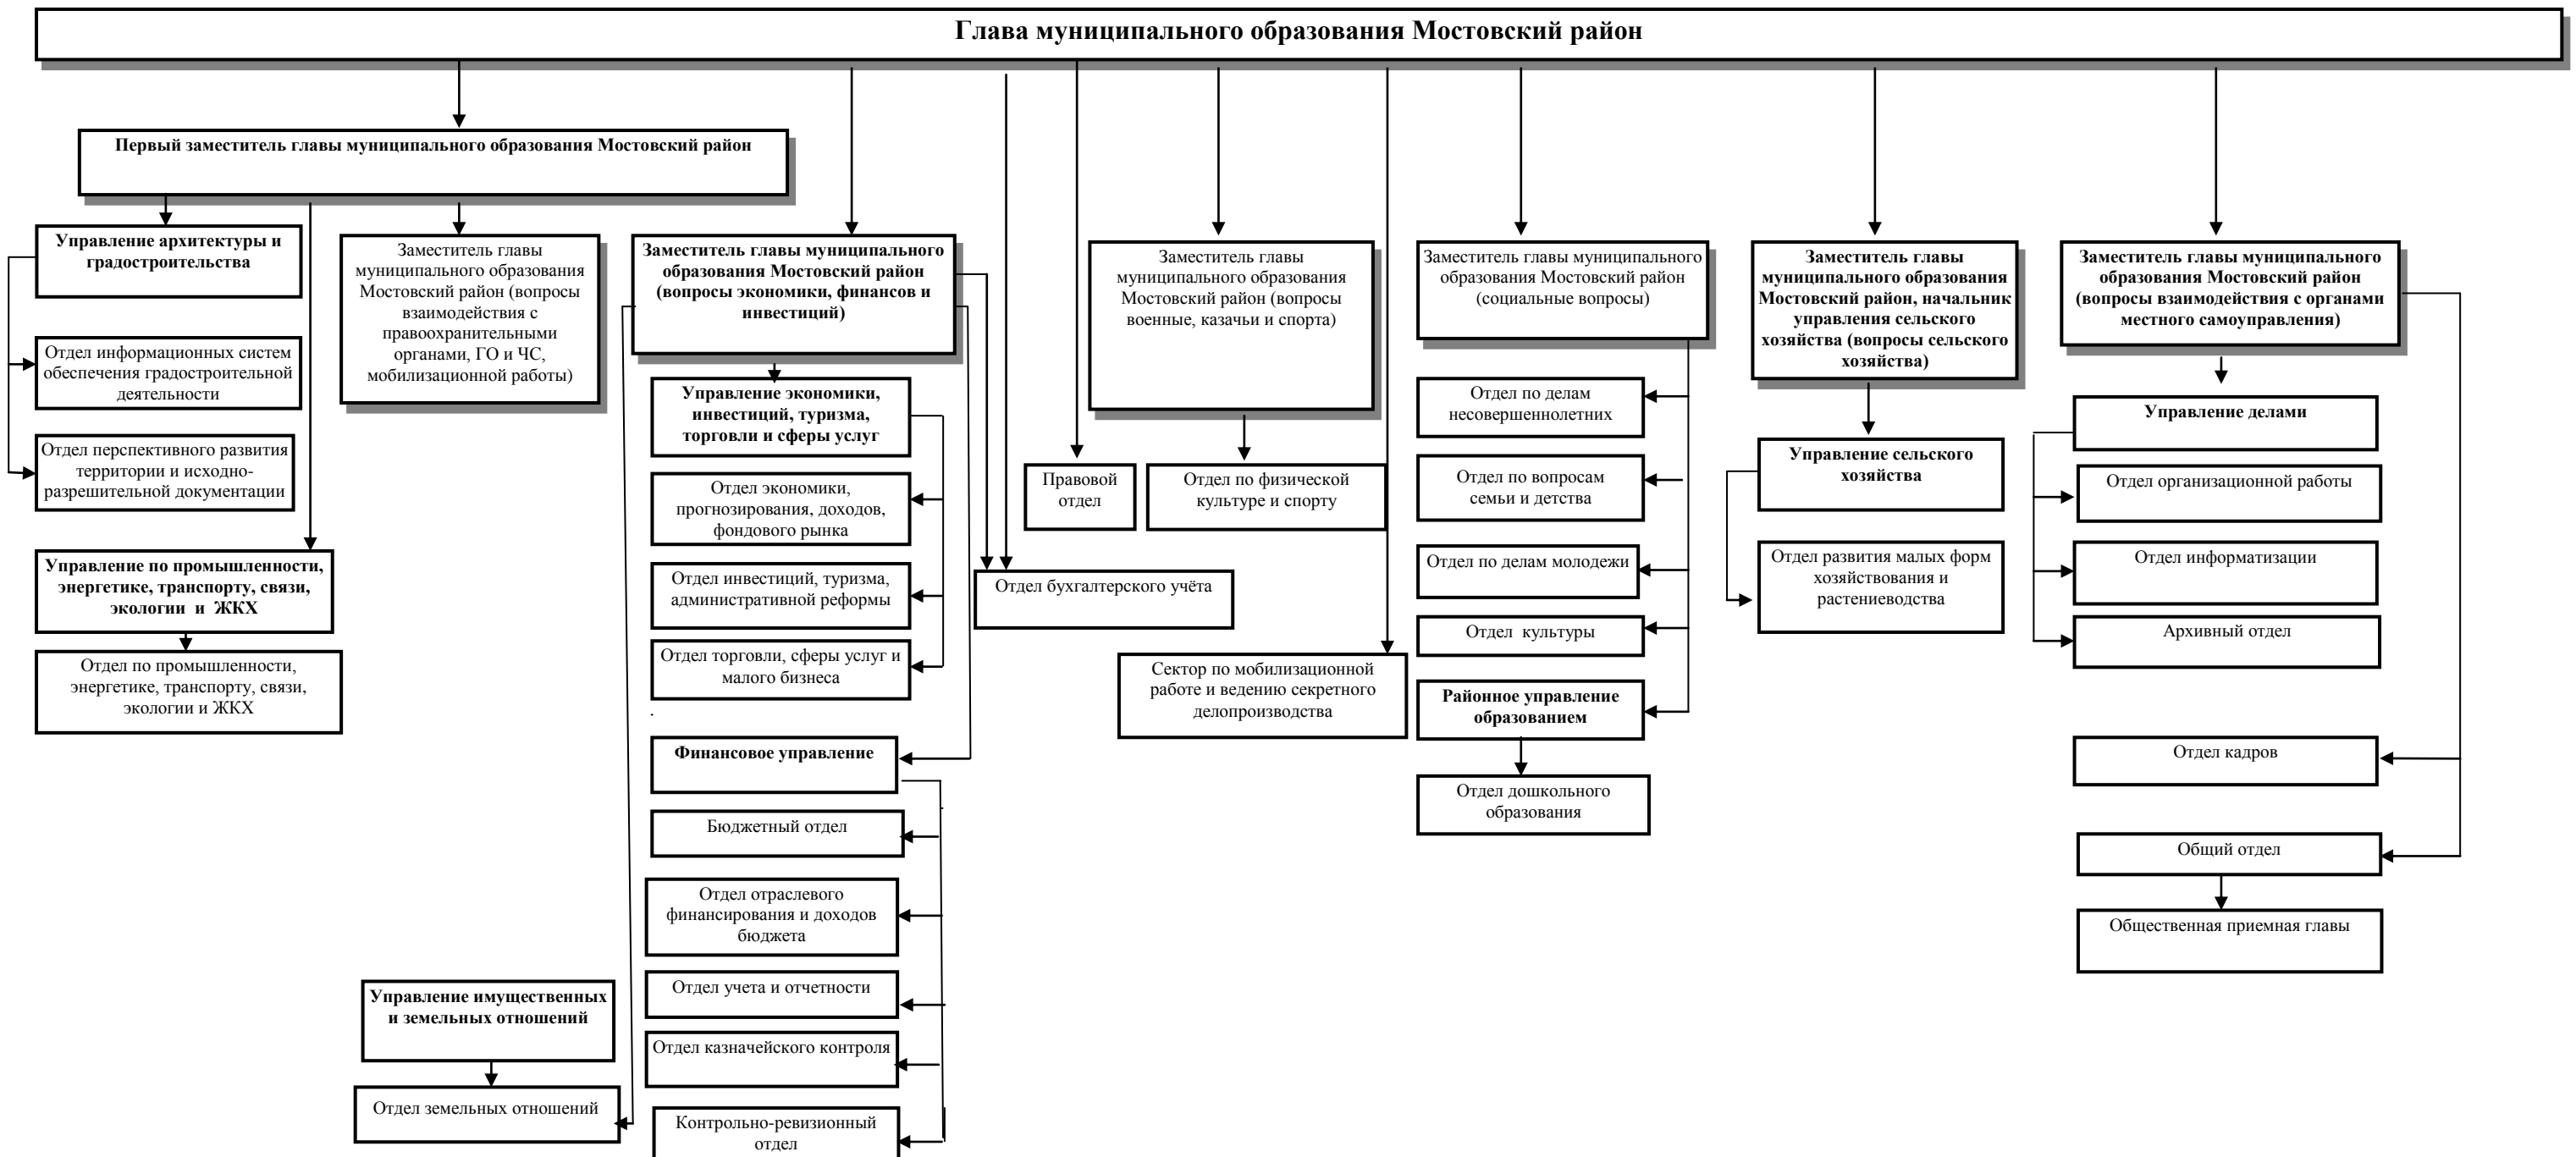 Глава муниципального образования Мостовский район
Первый заместитель главы муниципального образования Мостовский район
Управление архитектуры и
градостроительства
Отдел информационных систем
обеспечения градостроительной
деятельности
Отдел перспективного развития
территории и исходно-
разрешительной документации
Управление по промышленности,
энергетике, транспорту, связи,
экологии и ЖКХ
Отдел по промышленности,
энергетике, транспорту, связи,
экологии и ЖКХ
Заместитель главы
муниципального образования
Мостовский район (вопросы
взаимодействия с
правоохранительными
органами, ГО и ЧС,
мобилизационной работы)
Управление имущественных
и земельных отношений
Отдел земельных отношений
Заместитель главы муниципального
образования Мостовский район
(вопросы экономики, финансов и
инвестиций)
Управление экономики,
инвестиций, туризма,
торговли и сферы услуг
Отдел экономики,
прогнозирования, доходов,
фондового рынка
Отдел инвестиций, туризма,
административной реформы
Отдел торговли, сферы услуг и
малого бизнеса
.
Финансовое управление
Бюджетный отдел
Отдел отраслевого
финансирования и доходов
бюджета
Отдел учета и отчетности
Отдел казначейского контроля
Контрольно-ревизионный
отдел
Отдел бухгалтерского учёта
Правовой
отдел
Заместитель главы
муниципального образования
Мостовский район (вопросы
военные, казачьи и спорта)
Отдел по физической
культуре и спорту
Сектор по мобилизационной
работе и ведению секретного
делопроизводства
Заместитель главы муниципального
образования Мостовский район
(социальные вопросы)
Отдел по делам
несовершеннолетних
Отдел по вопросам
семьи и детства
Отдел по делам молодежи
Отдел культуры
Районное управление
образованием
Отдел дошкольного
образования
Заместитель главы
муниципального образования
Мостовский район, начальник
управления сельского
хозяйства (вопросы сельского
хозяйства)
Управление сельского
хозяйства
Отдел развития малых форм
хозяйствования и
растениеводства
Заместитель главы муниципального
образования Мостовский район
(вопросы взаимодействия с органами
местного самоуправления)
Управление делами
Отдел организационной работы
Отдел информатизации
Архивный отдел
Отдел кадров
Общий отдел
Общественная приемная главы